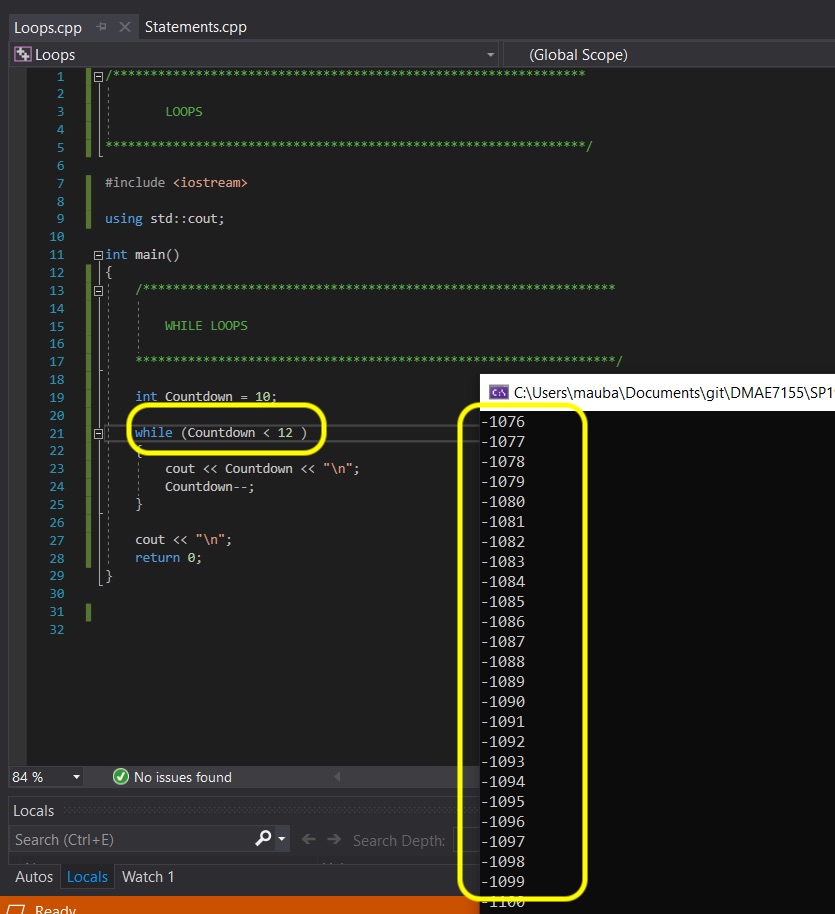 Loops.cpp Statements.cpp
Loops (Global Scope)
1 /***************************************************************
2
3 LOOPS
4
5 ****************************************************************/
6
7 #include <iostream>
8
9 using std::cout;
10
11 int main()
12 {
13 /***************************************************************
14
15 WHILE LOOPS
16
17 ****************************************************************/
18
19 int Countdown = 10;
20
21 while (Countdown < 12 )
22 {
23 cout << Countdown << "\n";
24 Countdown--;
25 }
26
27 cout << "\n";
28 return 0;
29 }
30
31
32
C:\Users\mauba\Documents\git\DMAE7155\SP19
-1076
-1077
-1078
-1079
-1080
-1081
-1082
-1083
-1084
-1085
-1086
-1087
-1088
-1089
-1090
-1091
-1092
-1093
-1094
-1095
-1096
-1097
-1098
-1099
-1100
84 % No issues found
Locals
Search (Ctrl+E) Search Depth:
Autos Locals Watch 1
Ready